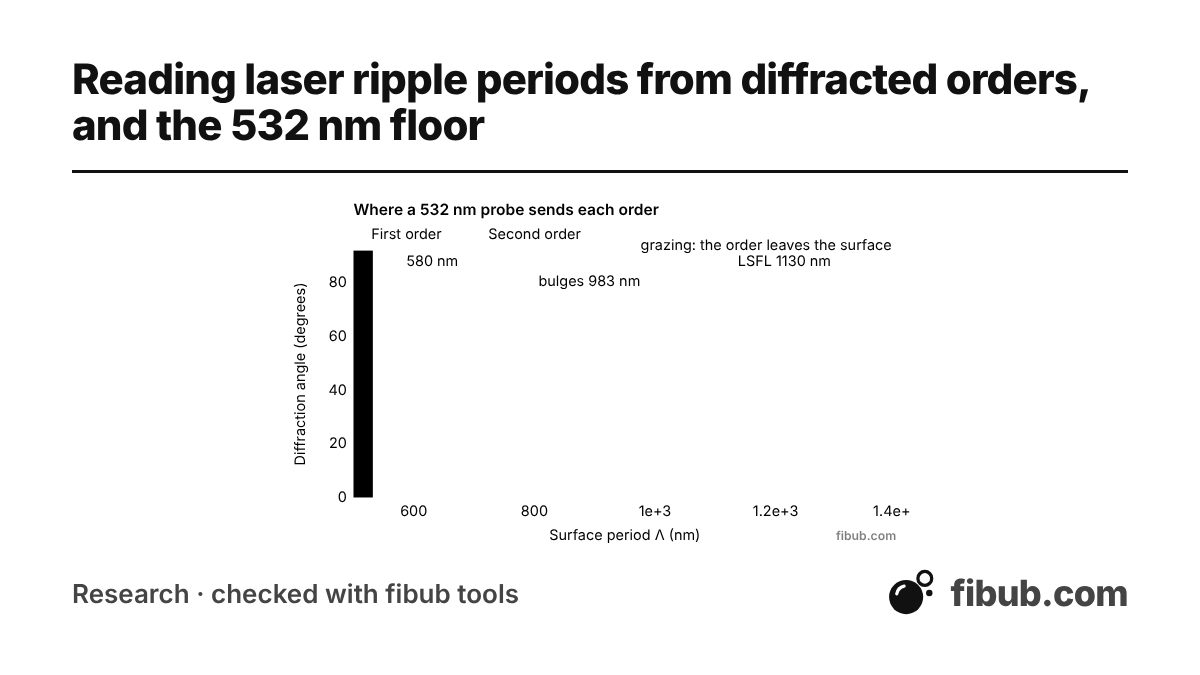 Reading laser ripple periods from diffracted orders,
and the 532 nm floor
Where a 532 nm probe sends each order
First order
Second order
grazing: the order leaves the surface
580 nm
LSFL 1130 nm
bulges 983 nm
80
60
40
20
0
Diffraction angle (degrees)
600
800
1e+3
1.2e+3
1.4e+
Surface period Λ (nm)
fibub.com
Research · checked with fibub tools
fibub.com